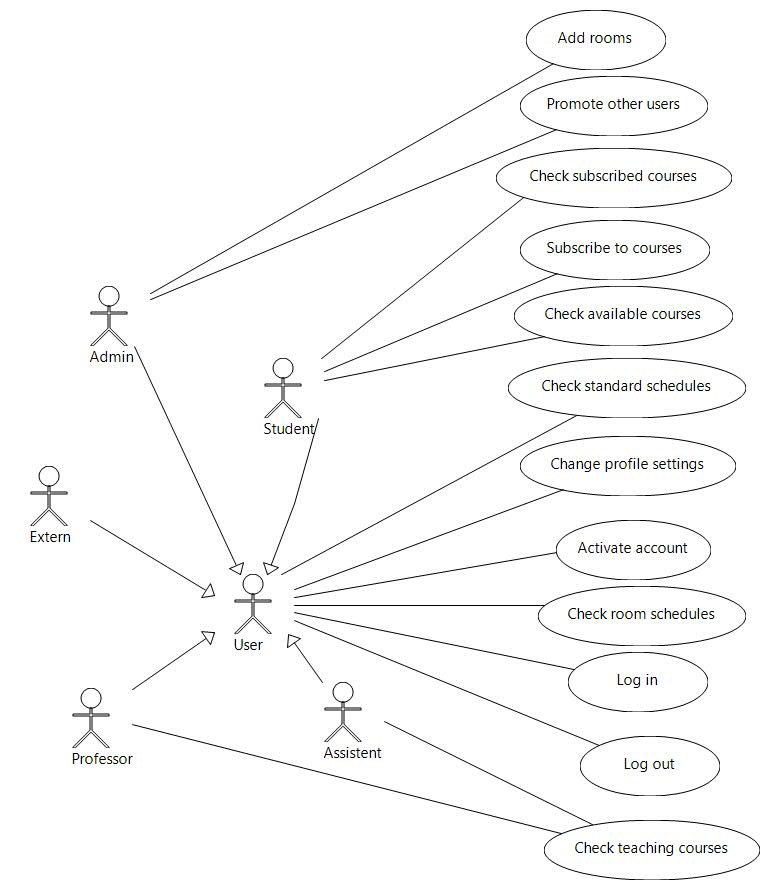 Add rooms
Promote other users
Check subscribed courses
Subscribe to courses
Admin
Check available courses
Check standard schedules
Student
Change profile settings
Extern
Activate account
Check room schedules
User
Log in
Professor
Assistent
Log out
Check teaching courses